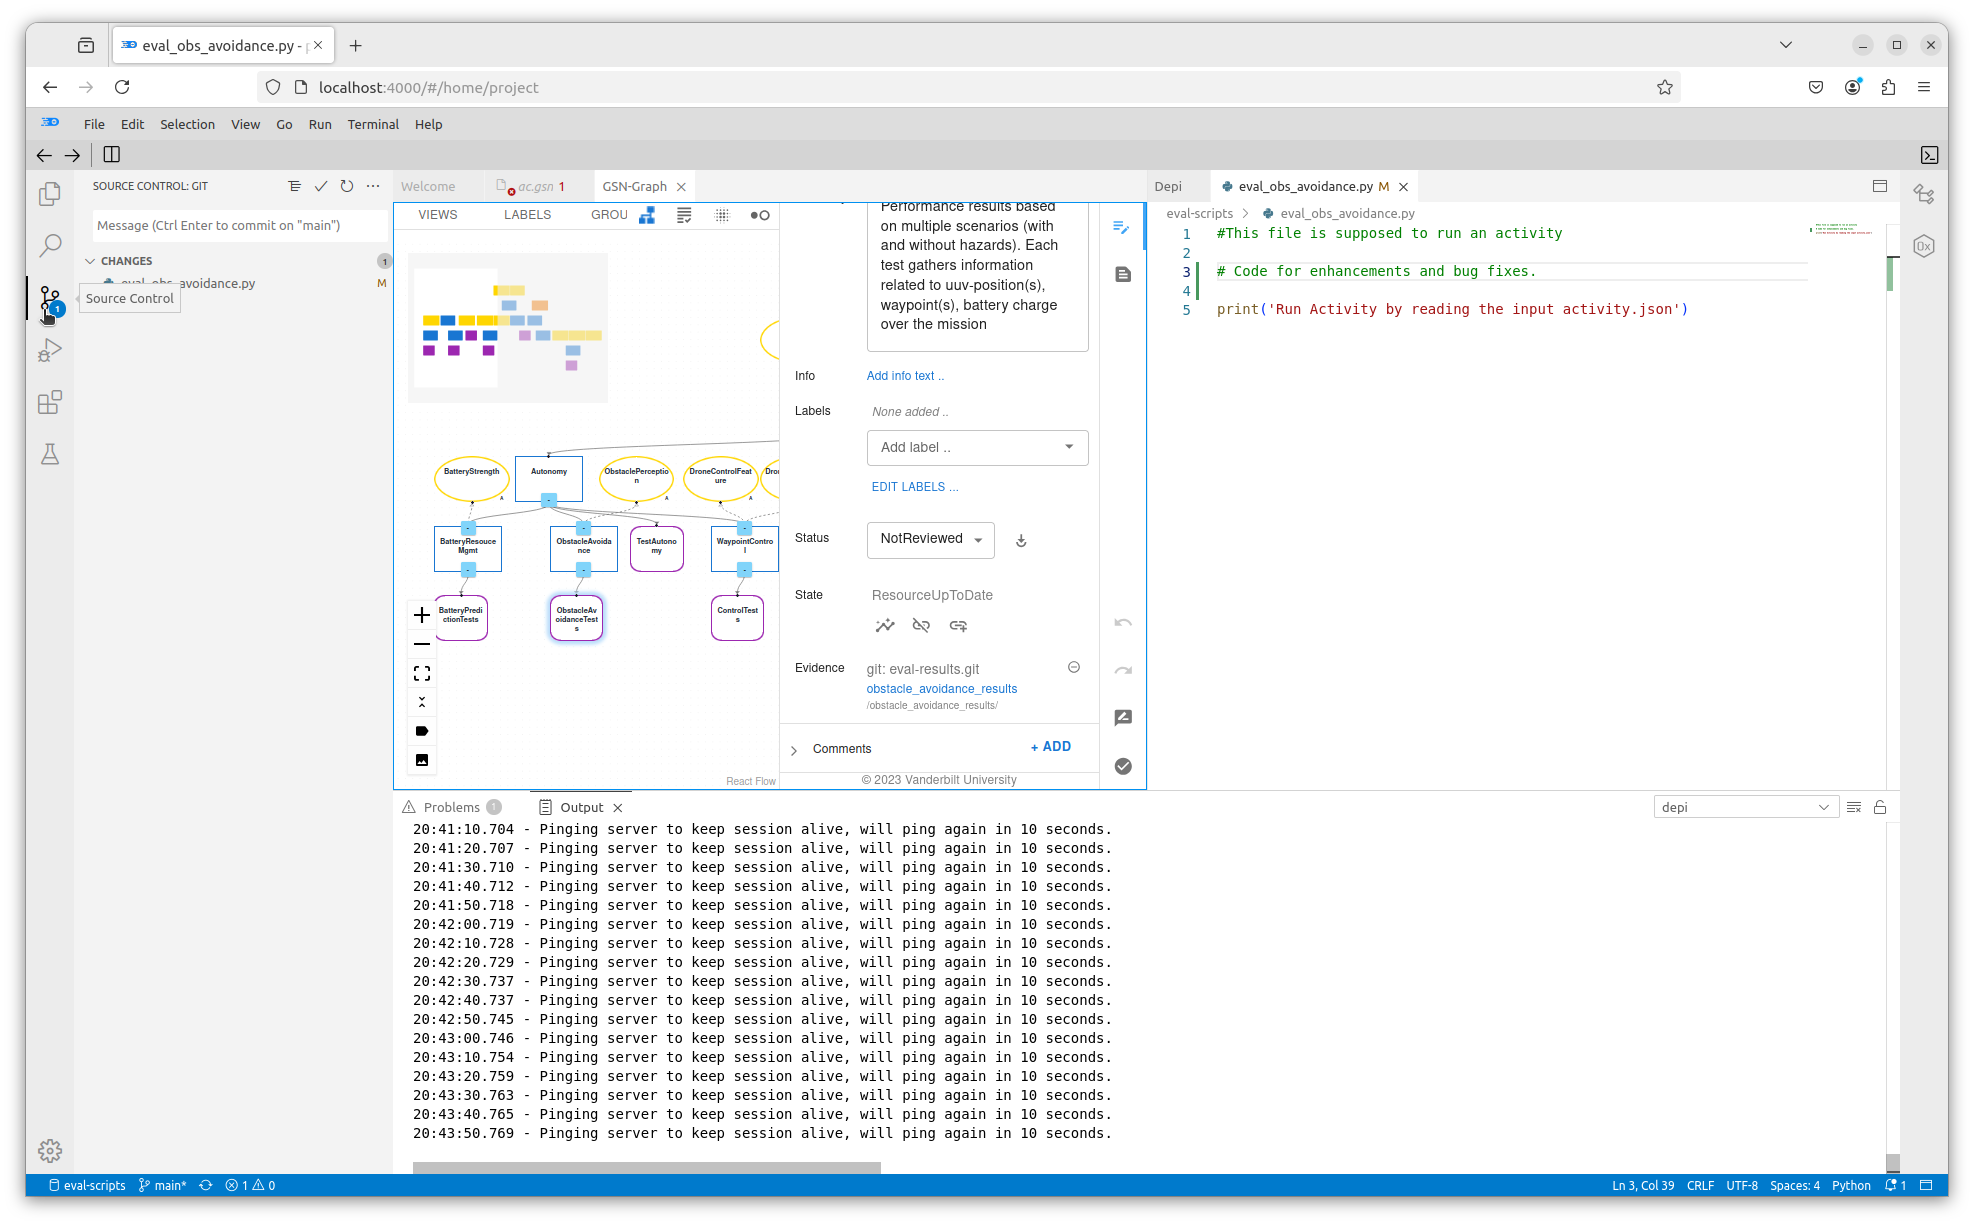 eval_obs_avoidance.py -
localhost:4000/#/home/project
File Edit Selection View Go Run Terminal Help
SOURCE CONTROL: GIT
Message (Ctrl Enter to commit on "main")
CHANGES 1
eval_obs_avoidance.py M
Source Control
1
Welcome ac.gsn 1 GSN-Graph
VIEWS LABELS GROU
BatteryStrength
A
Autonomy
-
ObstaclePerceptio
n
A
DroneControlFeat
ure
A
Dro
-
BatteryResouce
Mgmt
-
-
ObstacleAvoida
nce
-
TestAutono
my
-
WaypointContro
l
-
BatteryPredi
ctionTests
ObstacleAv
oidanceTest
s
ControlTest
s
React Flow
Performance results based
on multiple scenarios (with
and without hazards). Each
test gathers information
related to uuv-position(s),
waypoint(s), battery charge
over the mission
Info Add info text ..
Labels None added ..
Add label ..
EDIT LABELS ...
Status NotReviewed
State ResourceUpToDate
Evidence git: eval-results.git
obstacle_avoidance_results
/obstacle_avoidance_results/
Comments + ADD
© 2023 Vanderbilt University
Depi eval_obs_avoidance.py M
eval-scripts > eval_obs_avoidance.py
1 #This file is supposed to run an activity
2
3 # Code for enhancements and bug fixes.
4
5 print('Run Activity by reading the input activity.json')
0x
Problems 1 Output
depi
20:41:10.704 - Pinging server to keep session alive, will ping again in 10 seconds.
20:41:20.707 - Pinging server to keep session alive, will ping again in 10 seconds.
20:41:30.710 - Pinging server to keep session alive, will ping again in 10 seconds.
20:41:40.712 - Pinging server to keep session alive, will ping again in 10 seconds.
20:41:50.718 - Pinging server to keep session alive, will ping again in 10 seconds.
20:42:00.719 - Pinging server to keep session alive, will ping again in 10 seconds.
20:42:10.728 - Pinging server to keep session alive, will ping again in 10 seconds.
20:42:20.729 - Pinging server to keep session alive, will ping again in 10 seconds.
20:42:30.737 - Pinging server to keep session alive, will ping again in 10 seconds.
20:42:40.737 - Pinging server to keep session alive, will ping again in 10 seconds.
20:42:50.745 - Pinging server to keep session alive, will ping again in 10 seconds.
20:43:00.746 - Pinging server to keep session alive, will ping again in 10 seconds.
20:43:10.754 - Pinging server to keep session alive, will ping again in 10 seconds.
20:43:20.759 - Pinging server to keep session alive, will ping again in 10 seconds.
20:43:30.763 - Pinging server to keep session alive, will ping again in 10 seconds.
20:43:40.765 - Pinging server to keep session alive, will ping again in 10 seconds.
20:43:50.769 - Pinging server to keep session alive, will ping again in 10 seconds.
eval-scripts main* 1 0 Ln 3, Col 39 CRLF UTF-8 Spaces: 4 Python 1